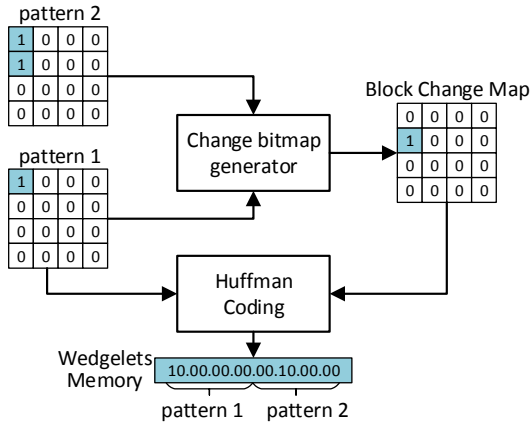 pattern 2
1 0 0 0
1 0 0 0
0 0 0 0
0 0 0 0
pattern 1
1 0 0 0
0 0 0 0
0 0 0 0
0 0 0 0
Change bitmap
generator
Block Change Map
0 0 0 0
1 0 0 0
0 0 0 0
0 0 0 0
Huffman
Coding
Wedgelets
Memory
10.00.00.00.00.10.00.00
pattern 1 pattern 2